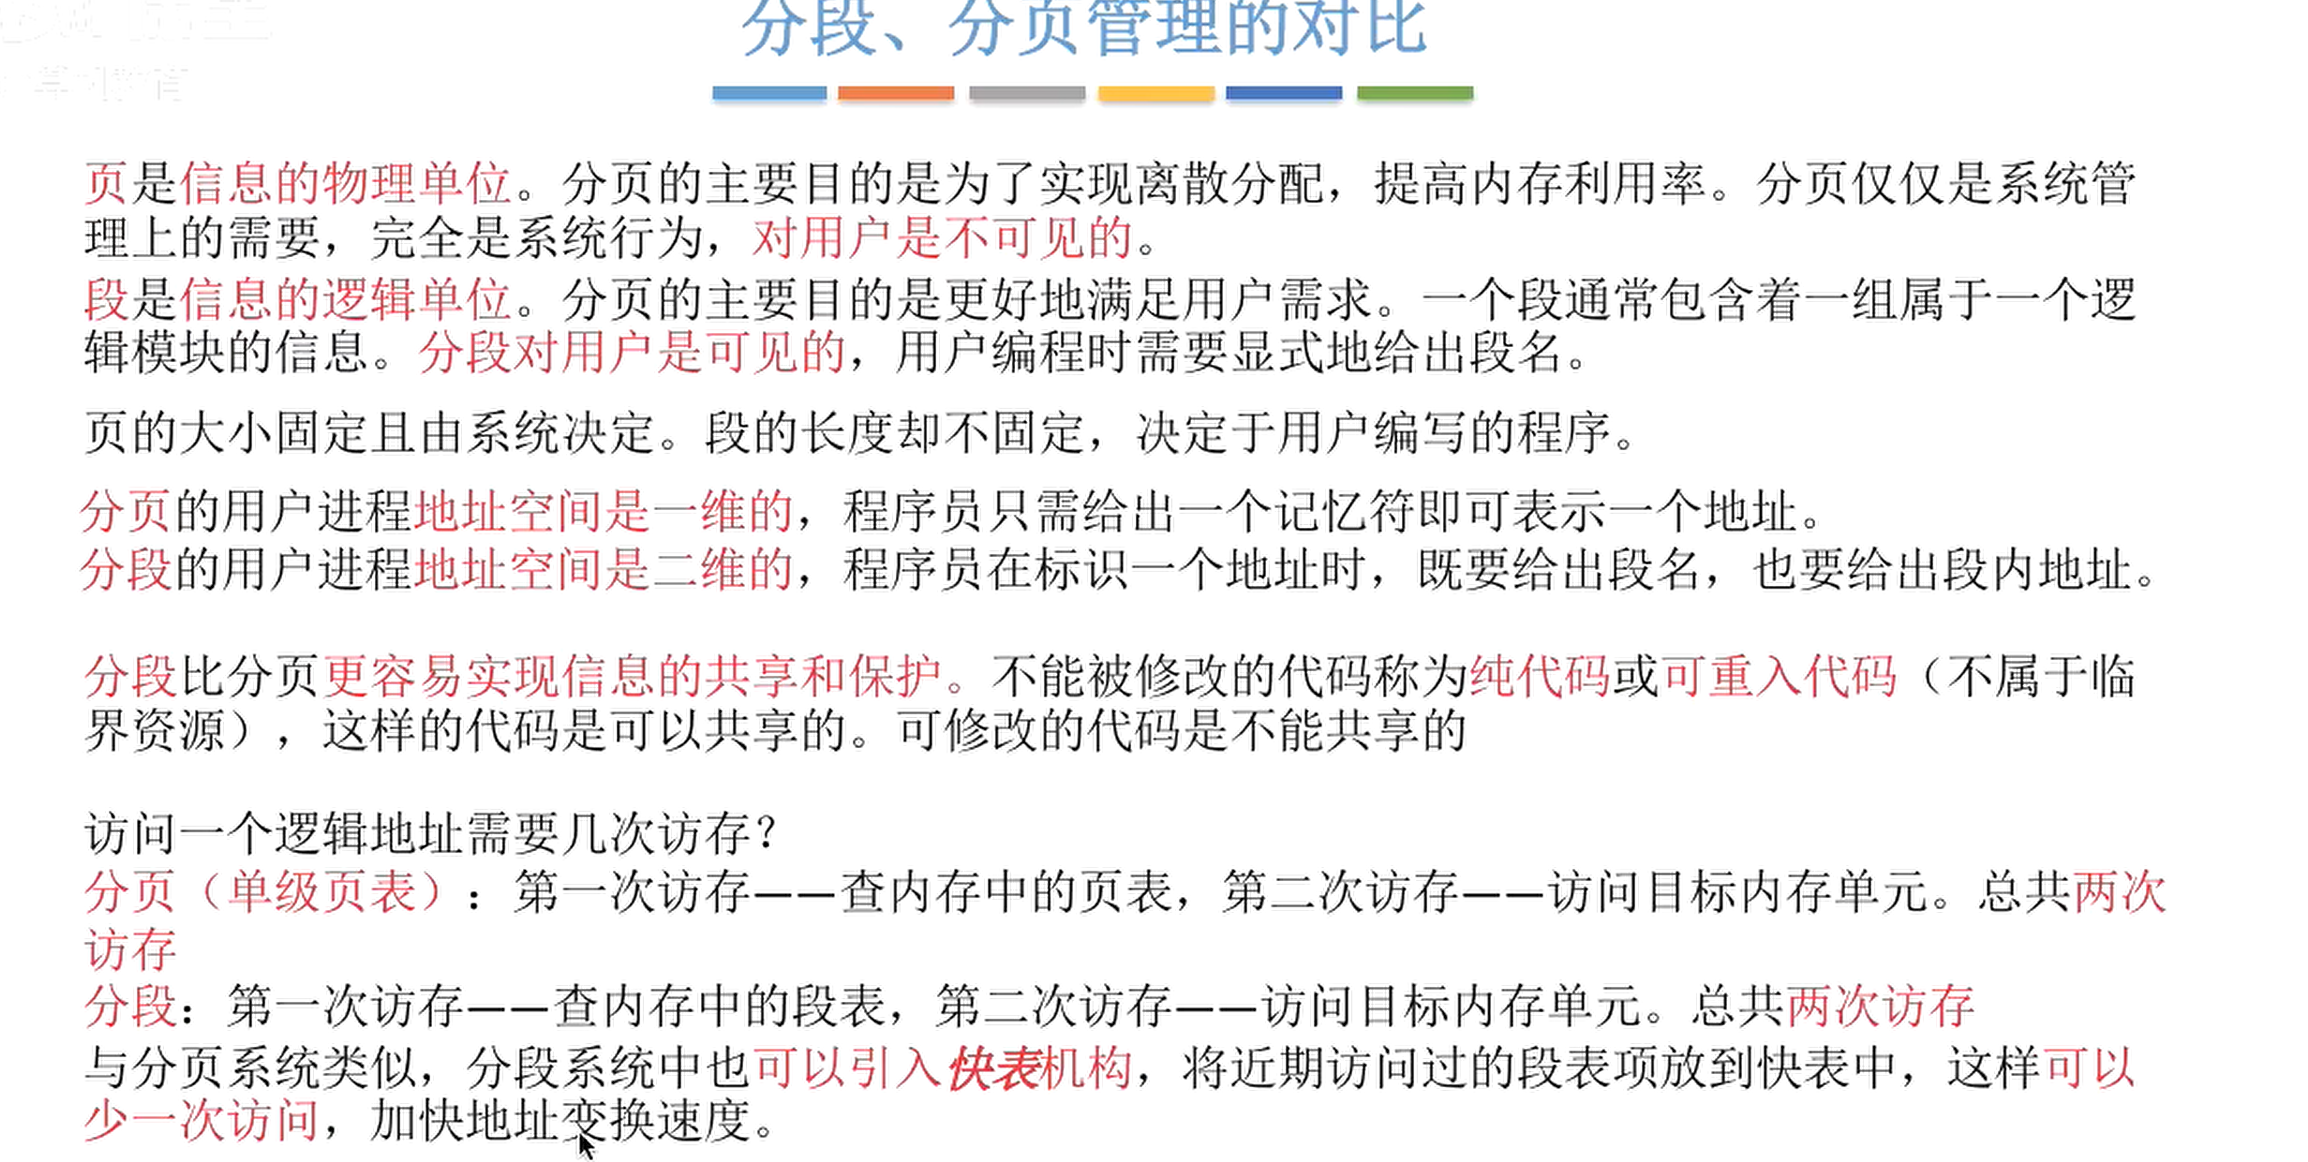 分段、分页管理的对比
页是信息的物理单位。分页的主要目的是为了实现离散分配，提高内存利用率。分页仅仅是系统管
理上的需要，完全是系统行为，对用户是不可见的。
段是信息的逻辑单位。分页的主要目的是更好地满足用户需求。一个段通常包含着一组属于一个逻
辑模块的信息。分段对用户是可见的，用户编程时需要显式地给出段名。
页的大小固定且由系统决定。段的长度却不固定，决定于用户编写的程序。
分页的用户进程地址空间是一维的，程序员只需给出一个记忆符即可表示一个地址。
分段的用户进程地址空间是二维的，程序员在标识一个地址时，既要给出段名，也要给出段内地址。
分段比分页更容易实现信息的共享和保护。不能被修改的代码称为纯代码或可重入代码（不属于临
界资源），这样的代码是可以共享的。可修改的代码是不能共享的
访问一个逻辑地址需要几次访存？
分页（单级页表）：第一次访存——查内存中的页表，第二次访存——访问目标内存单元。总共两次
访存
分段：第一次访存——查内存中的段表，第二次访存——访问目标内存单元。总共两次访存
与分页系统类似，分段系统中也可以引入快表机构，将近期访问过的段表项放到快表中，这样可以
少一次访问，加快地址变换速度。